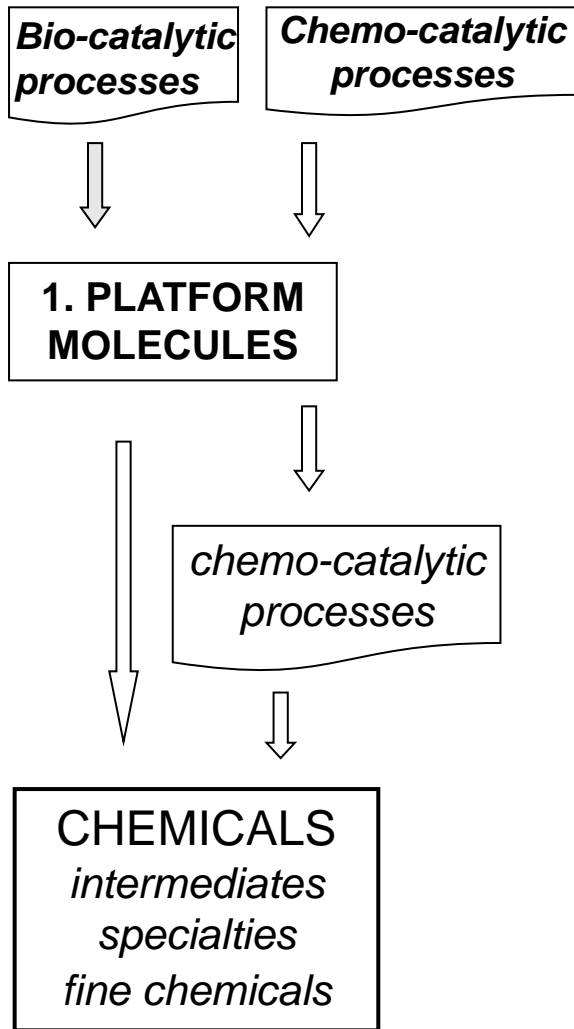 Bio-catalytic
processes
Chemo-catalytic
processes
1. PLATFORM
MOLECULES
chemo-catalytic
processes
CHEMICALS
intermediates
specialties
fine chemicals